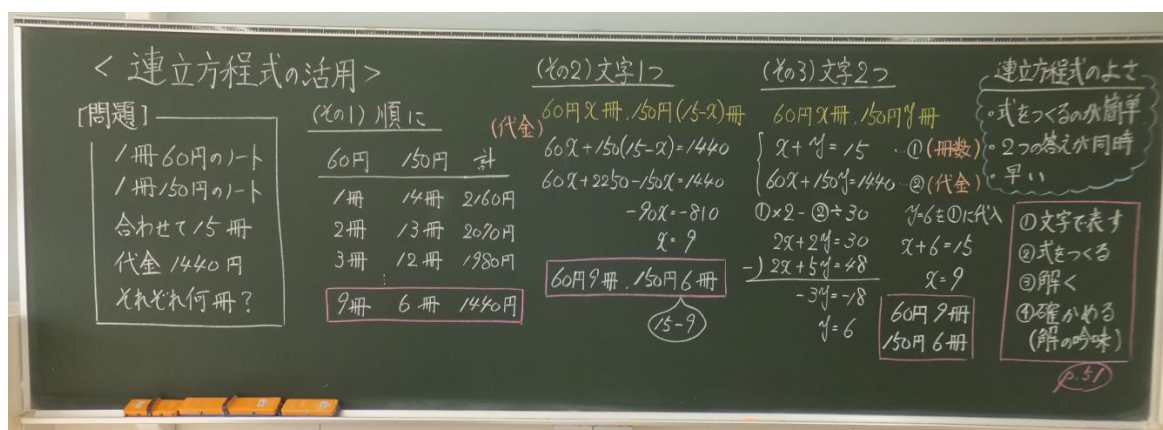 <連立方程式の活用>
[問題]
1冊60円のノート
1冊150円のノート
合わせて15冊
代金1440円
それぞれ何冊?
(その1)順に
60円 150円 計
1冊 14冊 2160円
2冊 13冊 2070円
3冊 12冊 1980円
⋮
9冊 6冊 1440円
(その2)文字1つ
60円x冊.150円(15-x)冊
(代金)
60x+150(15-x)=1440
60x+2250-150x=1440
-90x=-810
x=9
60円9冊.150円6冊
15-9
(その3)文字2つ
60円x冊.150円y冊
x+y=15 …①(冊数)
60x+150y=1440…②(代金)
①×2-②÷30
2x+2y=30
-)2x+5y=48
-3y=-18
y=6
y=6を①に代入
x+6=15
x=9
60円9冊
150円6冊
連立方程式のよさ
・式をつくるのが簡単
・2つの答えが同時
・早い
①文字で表す
②式をつくる
③解く
④確かめる
(解の吟味)
p.51